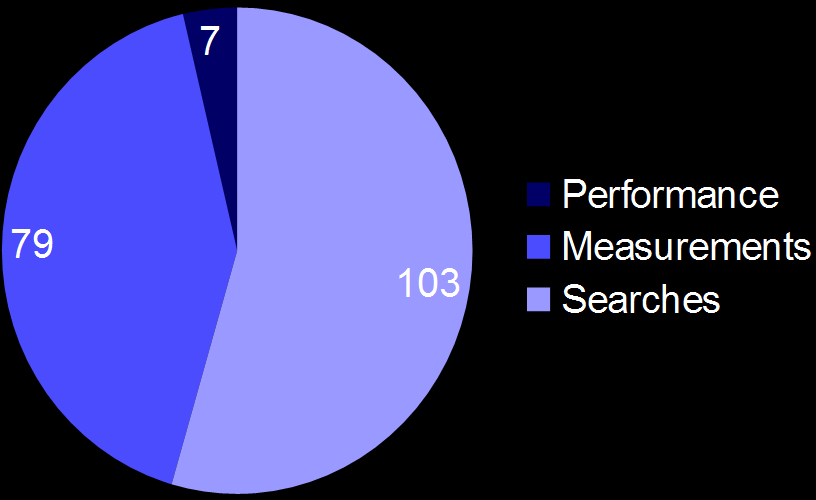 7
79
103
Performance
Measurements
Searches